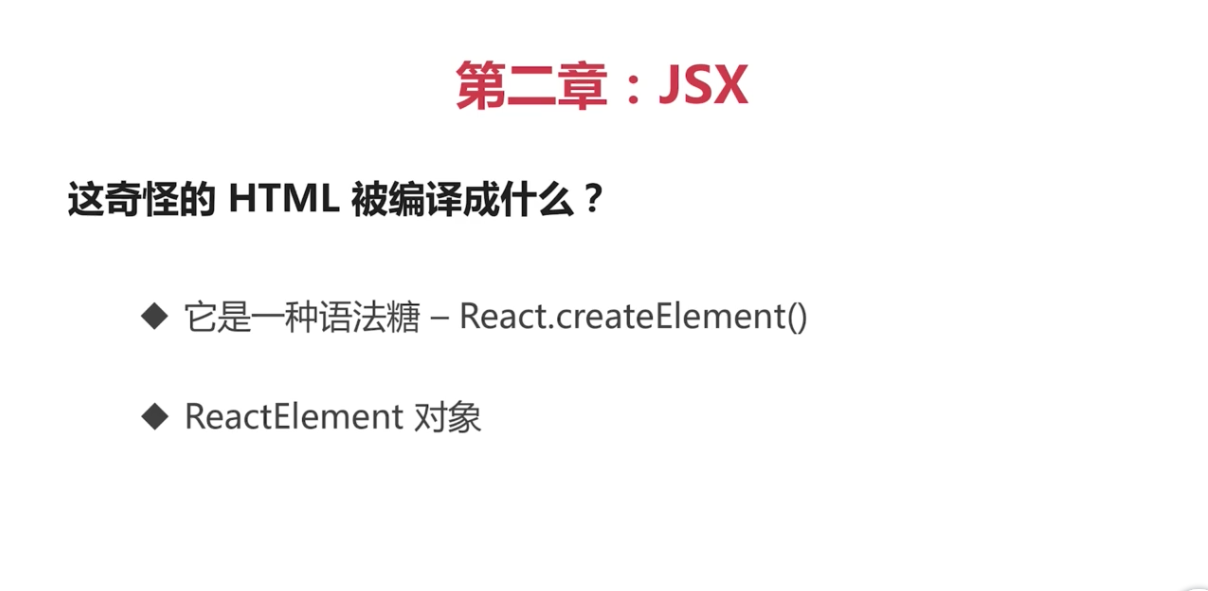 第二章：JSX
这奇怪的 HTML 被编译成什么？
◆ 它是一种语法糖 – React.createElement()
◆ ReactElement 对象